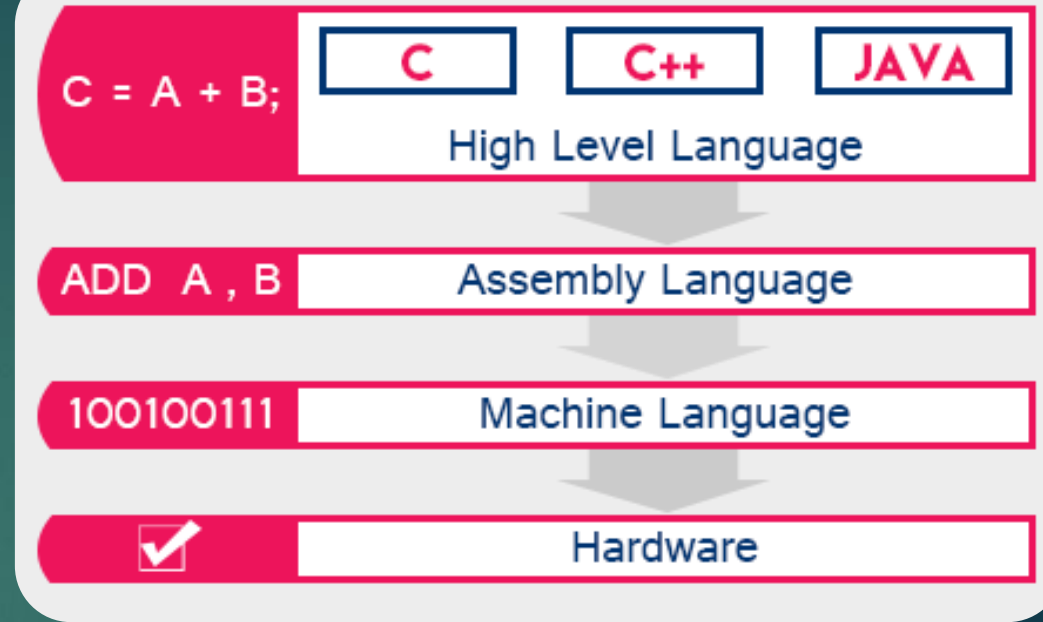 C = A + B;
C C++ JAVA
High Level Language
ADD A , B
Assembly Language
100100111
Machine Language
Hardware